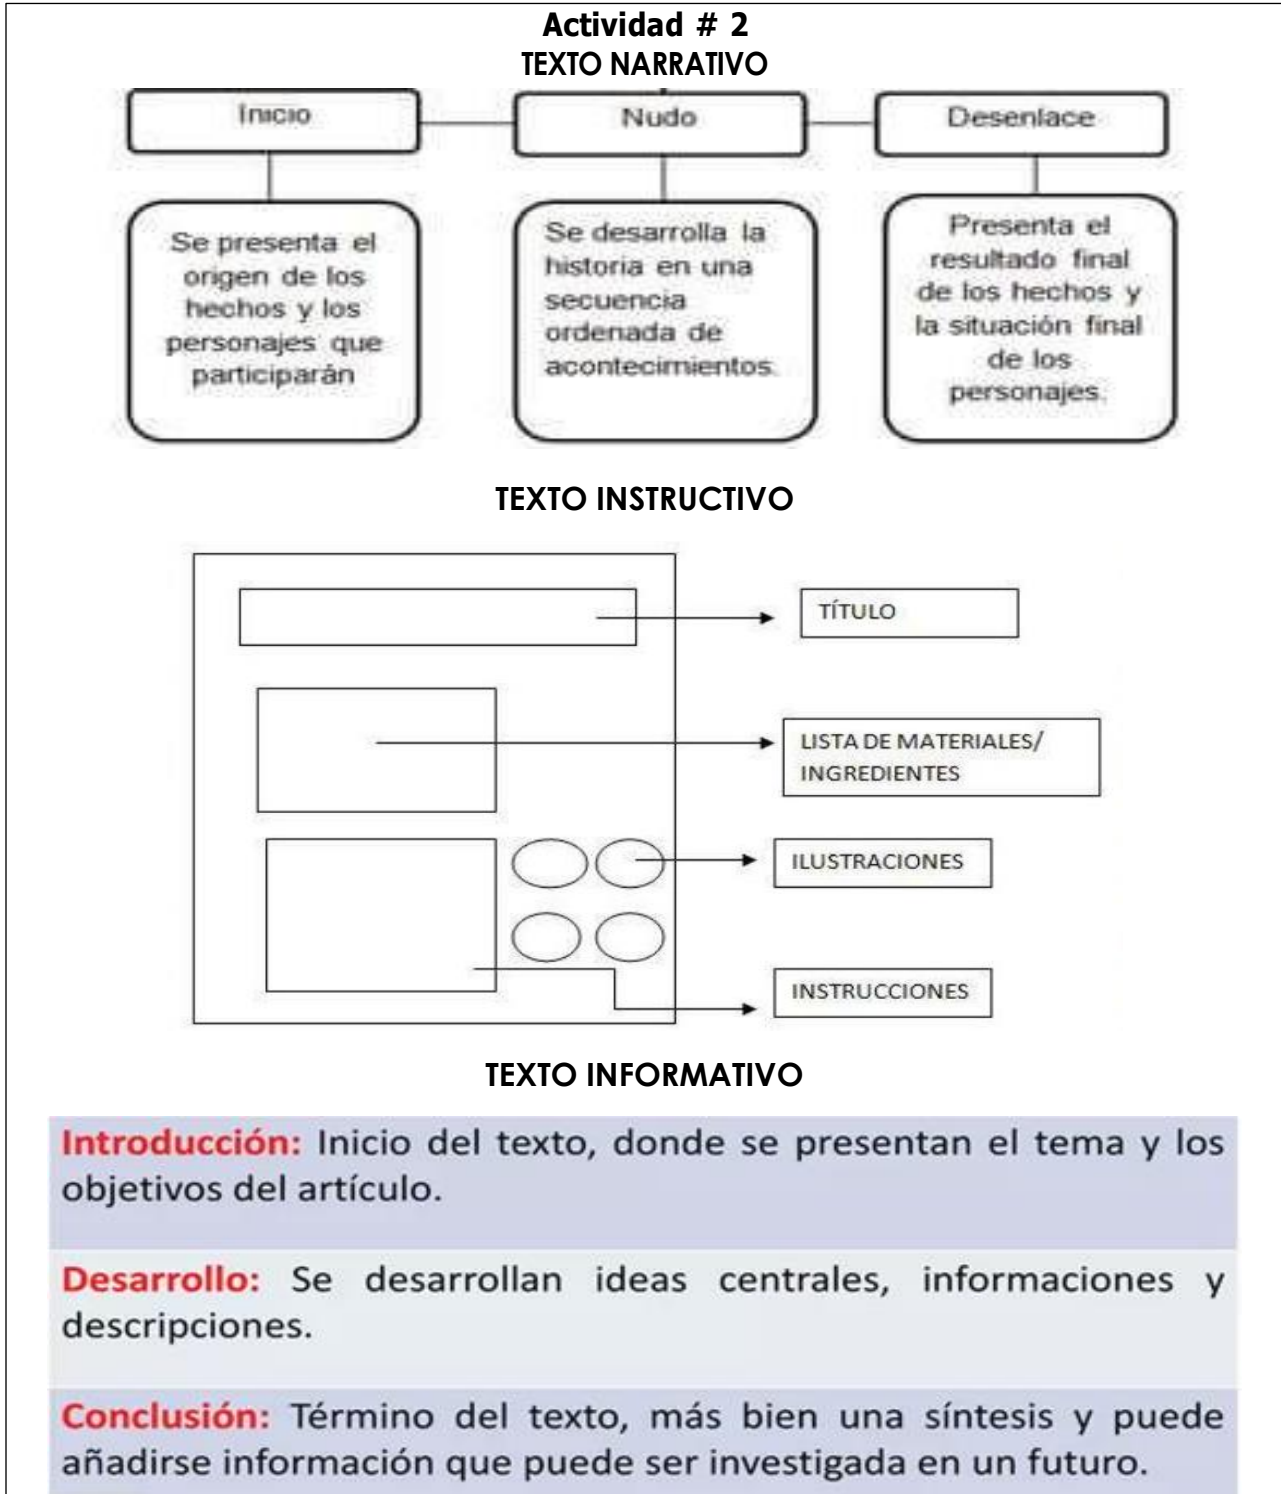 Actividad # 2
TEXTO NARRATIVO
Inicio
Nudo
Desenlace
Se presenta el
origen de los
hechos y los
personajes que
participarán
Se desarrolla la
historia en una
secuencia
ordenada de
acontecimientos.
Presenta el
resultado final
de los hechos y
la situación final
de los
personajes.
TEXTO INSTRUCTIVO
TÍTULO
LISTA DE MATERIALES/
INGREDIENTES
ILUSTRACIONES
INSTRUCCIONES
TEXTO INFORMATIVO
Introducción: Inicio del texto, donde se presentan el tema y los
objetivos del artículo.
Desarrollo: Se desarrollan ideas centrales, informaciones y
descripciones.
Conclusión: Término del texto, más bien una síntesis y puede
añadirse información que puede ser investigada en un futuro.